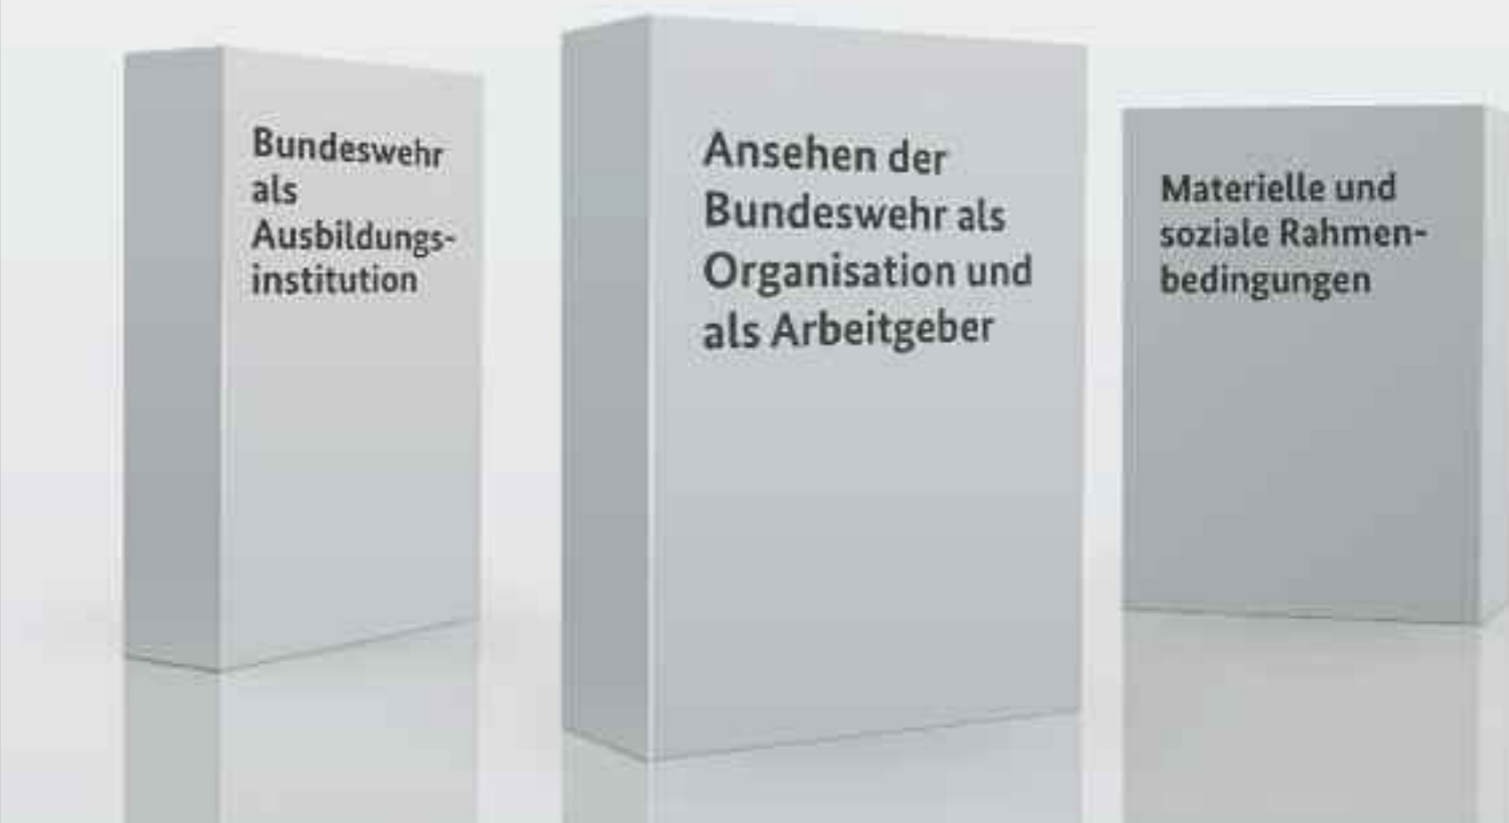 Bundeswehr
als
Ausbildungs-
institution
Ansehen der
Bundeswehr als
Organisation und
als Arbeitgeber
Materielle und
soziale Rahmen-
bedingungen